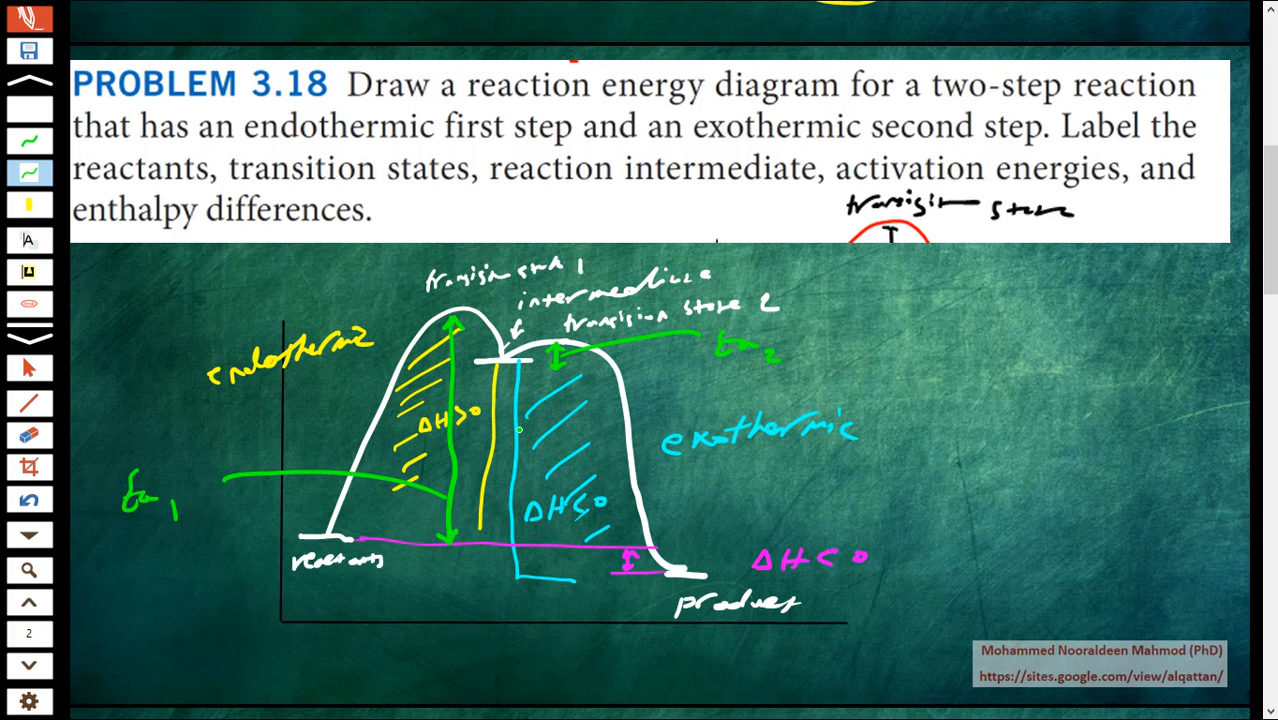 PROBLEM 3.18 Draw a reaction energy diagram for a two-step reaction
that has an endothermic first step and an exothermic second step. Label the
reactants, transition states, reaction intermediate, activation energies, and
enthalpy differences.
transition state
transition state 1
intermediate
transition state 2
endothermic
Ea2
ΔH>0
exothermic
Ea1
ΔH<0
reactants
ΔH<0
product
2
Mohammed Nooraldeen Mahmod (PhD)
https://sites.google.com/view/alqattan/